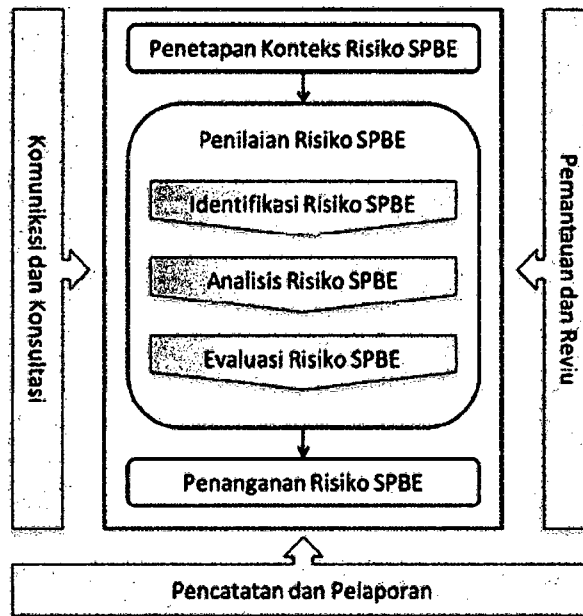 Penetapan Konteks Risiko SPBE
Komunikasi dan Konsultasi
Penilaian Risiko SPBE
Identifikasi Risiko SPBE
Analisis Risiko SPBE
Evaluasi Risiko SPBE
Pemantauan dan Reviu
Penanganan Risiko SPBE
Pencatatan dan Pelaporan